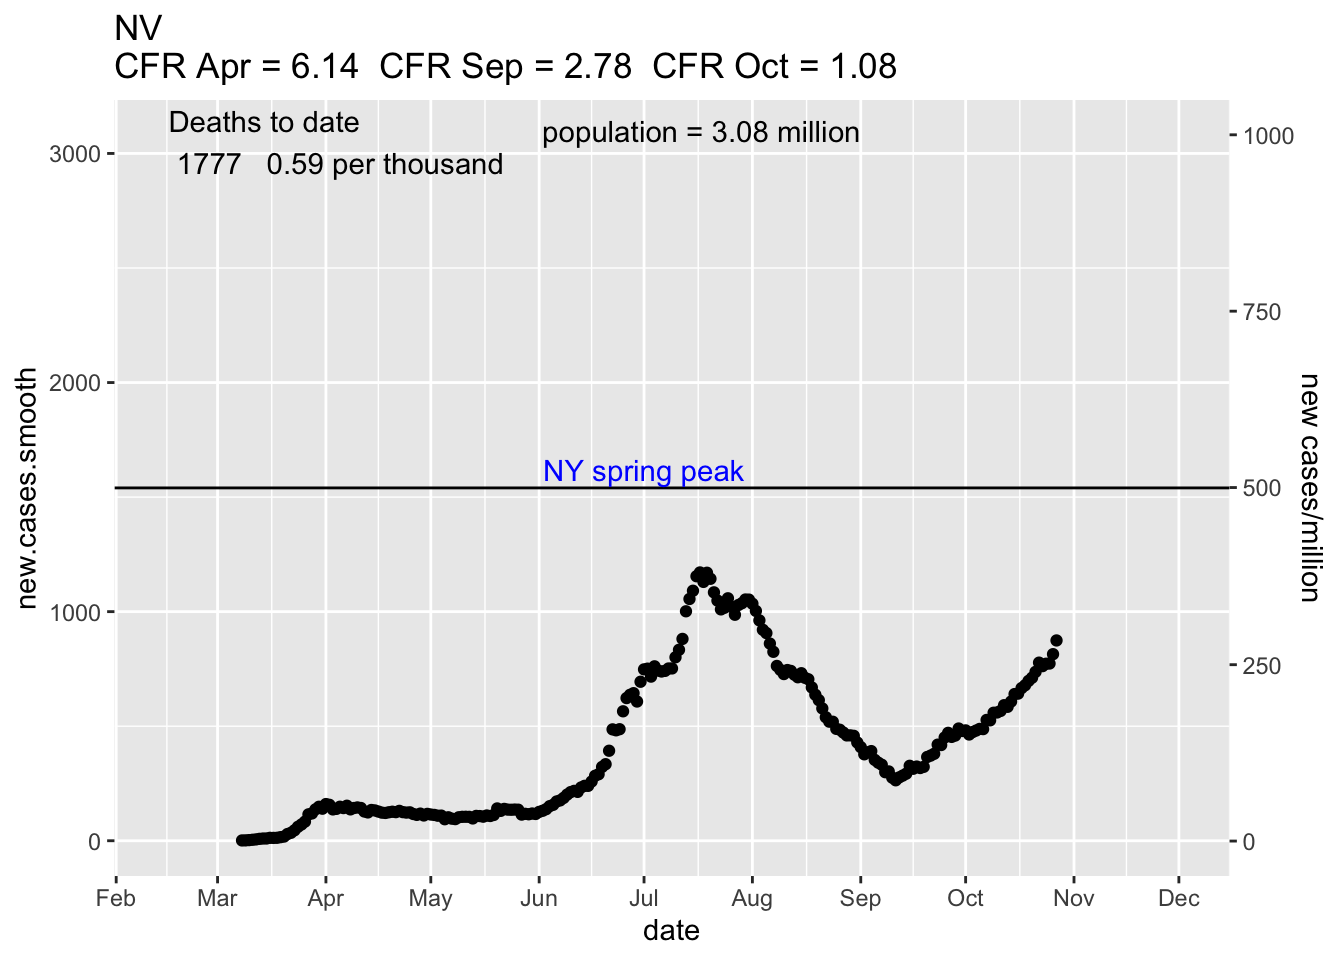 NV
CFR Apr = 6.14  CFR Sep = 2.78  CFR Oct = 1.08
Deaths to date
population = 3.08 million
1777   0.59 per thousand
NY spring peak
new.cases.smooth
3000
2000
1000
0
1000
750
500
250
0
new cases/million
Feb Mar Apr May Jun Jul Aug Sep Oct Nov Dec
date